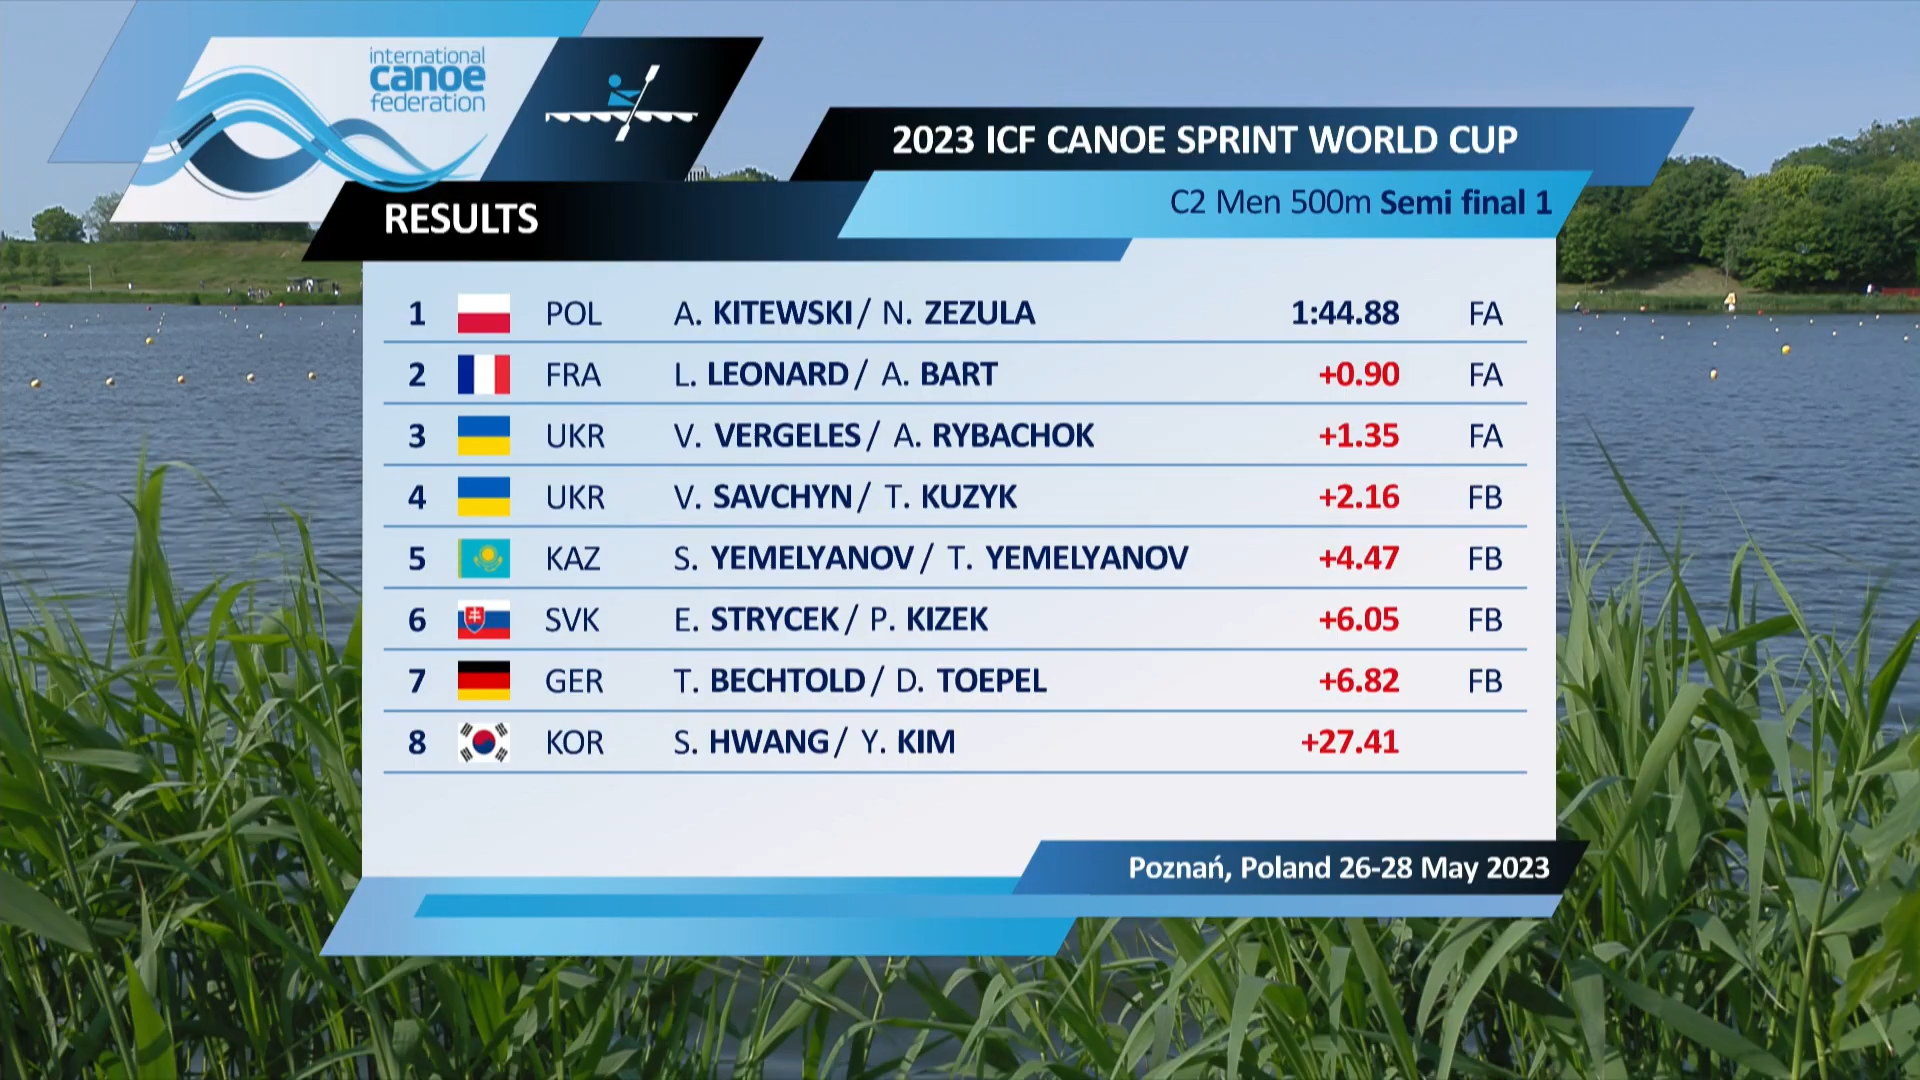 international
canoe
federation
2023 ICF CANOE SPRINT WORLD CUP
C2 Men 500m Semi final 1
RESULTS
1 POL A. KITEWSKI / N. ZEZULA 1:44.88 FA
2 FRA L. LEONARD / A. BART +0.90 FA
3 UKR V. VERGELES / A. RYBACHOK +1.35 FA
4 UKR V. SAVCHYN / T. KUZYK +2.16 FB
5 KAZ S. YEMELYANOV / T. YEMELYANOV +4.47 FB
6 SVK E. STRYCEK / P. KIZEK +6.05 FB
7 GER T. BECHTOLD / D. TOEPEL +6.82 FB
8 KOR S. HWANG / Y. KIM +27.41
Poznań, Poland 26-28 May 2023